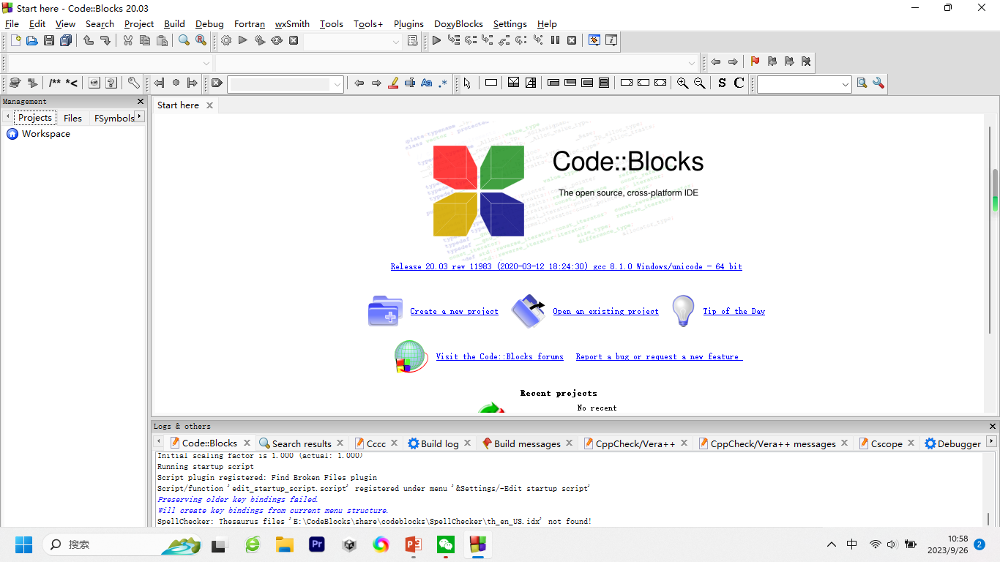 Start here - Code::Blocks 20.03
File Edit View Search Project Build Debug Fortran wxSmith Tools Tools+ Plugins DoxyBlocks Settings Help
/** *<
Aa .*
S C
Management
Projects Files FSymbols
Workspace
Start here
Code::Blocks
The open source, cross-platform IDE
Release 20.03 rev 11983 (2020-03-12 18:24:30) gcc 8.1.0 Windows/unicode - 64 bit
Create a new project Open an existing project Tip of the Day
Visit the Code::Blocks forums Report a bug or request a new feature
Recent projects
No recent
Logs & others
Code::Blocks Search results Cccc Build log Build messages CppCheck/Vera++ CppCheck/Vera++ messages Cscope Debugger
Initial scaling factor is 1.000 (actual: 1.000)
Running startup script
Script plugin registered: Find Broken Files plugin
Script/function 'edit_startup_script.script' registered under menu '&Settings/-Edit startup script'
Preserving older key bindings failed.
Will create key bindings from current menu structure.
SpellChecker: Thesaurus files 'E:\CodeBlocks\share\codeblocks\SpellChecker\th_en_US.idx' not found!
搜索
Pr
中
10:58
2023/9/26
2